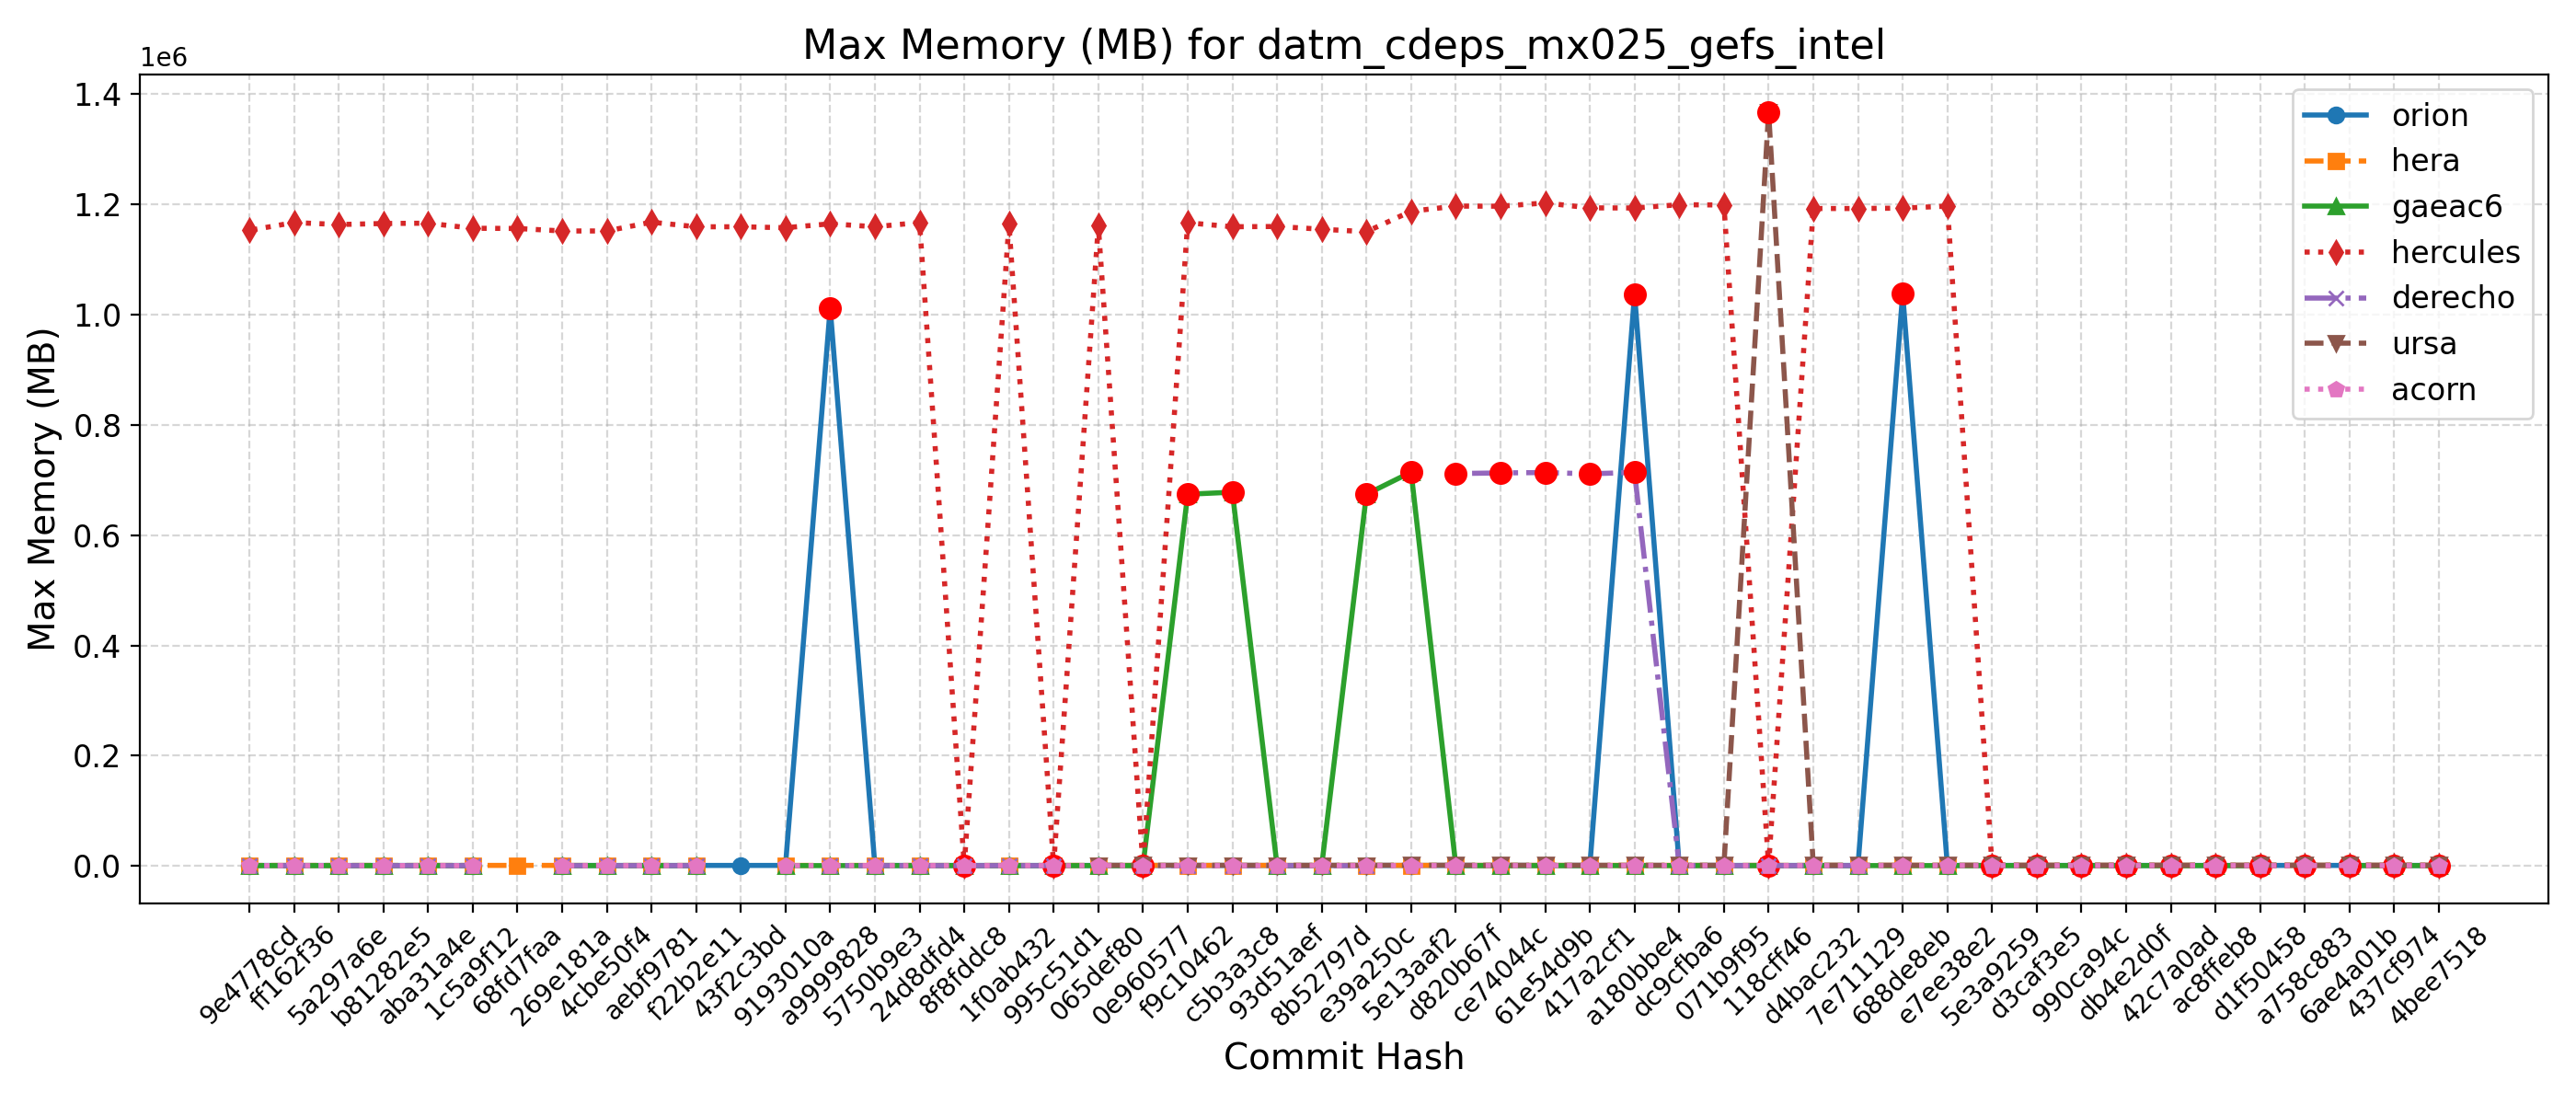 Max Memory (MB) for datm_cdeps_mx025_gefs_intel
1e6
1.4
1.2
1.0
0.8
0.6
0.4
0.2
0.0
Max Memory (MB)
orion
hera
gaeac6
hercules
derecho
ursa
acorn
9e4778cd
ff162f36
5a297a6e
b81282e5
aba31a4e
1c5a9f12
68fd7faa
269e181a
4cbe50f4
aebf9781
f22b2e11
43f2c3bd
9193010a
a9999828
5750b9e3
24d8dfd4
8f8fddc8
1f0ab432
995c51d1
065def80
0e960577
f9c10462
c5b3a3c8
93d51aef
8b52797d
e39a250c
5e13aaf2
d820b67f
ce74044c
61e54d9b
417a2cf1
a180bbe4
dc9cfba6
071b9f95
118cff46
d4bac232
7e711129
688de8eb
e7ee38e2
5e3a9259
d3caf3e5
990ca94c
db4e2d0f
42c7a0ad
ac8ffeb8
d1f50458
a758c883
6ae4a01b
437cf974
4bee7518
Commit Hash